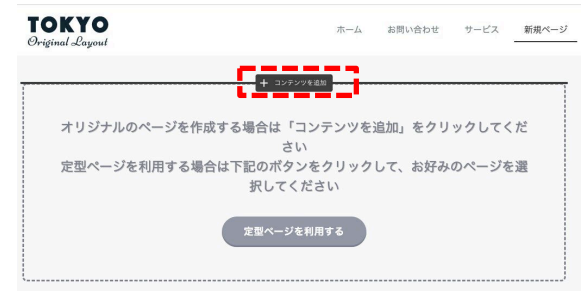 TOKYO
Original Layout
ホーム お問い合わせ サービス 新規ページ
+ コンテンツを追加
オリジナルのページを作成する場合は「コンテンツを追加」をクリックしてくだ
さい
定型ページを利用する場合は下記のボタンをクリックして、お好みのページを選
択してください
定型ページを利用する